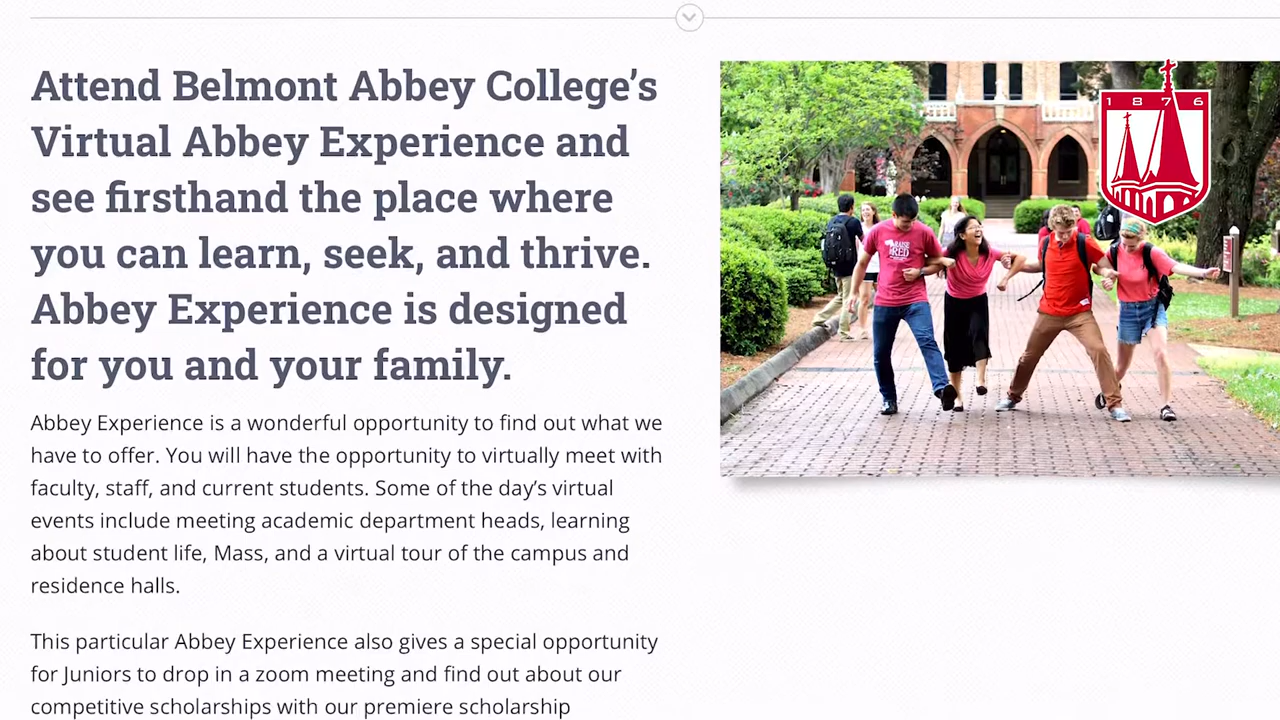 Attend Belmont Abbey College's
Virtual Abbey Experience and
see firsthand the place where
you can learn, seek, and thrive.
Abbey Experience is designed
for you and your family.
Abbey Experience is a wonderful opportunity to find out what we
have to offer. You will have the opportunity to virtually meet with
faculty, staff, and current students. Some of the day's virtual
events include meeting academic department heads, learning
about student life, Mass, and a virtual tour of the campus and
residence halls.
This particular Abbey Experience also gives a special opportunity
for Juniors to drop in a zoom meeting and find out about our
competitive scholarships with our premiere scholarship
1876
RED